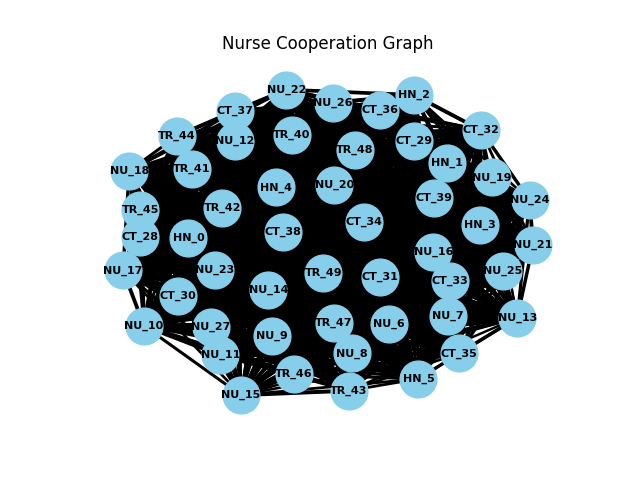 Nurse Cooperation Graph
NU_22
HN_2
NU_26
CT_36
CT_37
CT_32
TR_44
TR_40
NU_12
CT_29
TR_48
HN_1
TR_41
NU_18
NU_19
NU_20
HN_4
CT_39
NU_24
TR_42
TR_45
CT_34
HN_3
CT_38
CT_28
HN_0
NU_21
NU_16
NU_17
NU_23
TR_49
NU_25
CT_31
CT_33
NU_14
CT_30
NU_7
NU_13
TR_47
NU_6
NU_10
NU_27
NU_9
NU_8
CT_35
NU_11
TR_46
HN_5
TR_43
NU_15